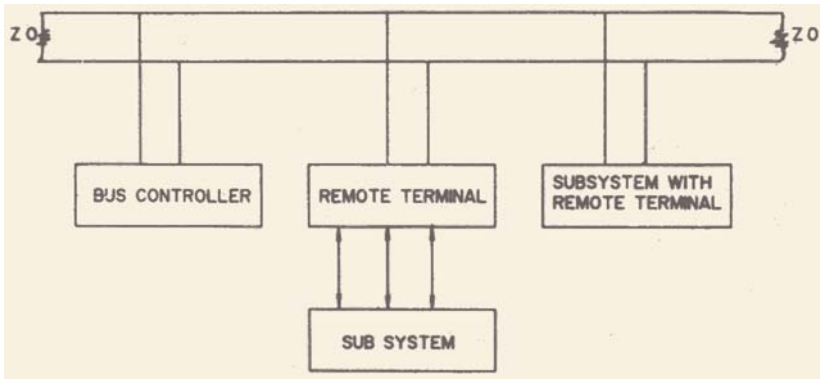 ZO ZO
BUS CONTROLLER
REMOTE TERMINAL
SUBSYSTEM WITH
REMOTE TERMINAL
SUB SYSTEM